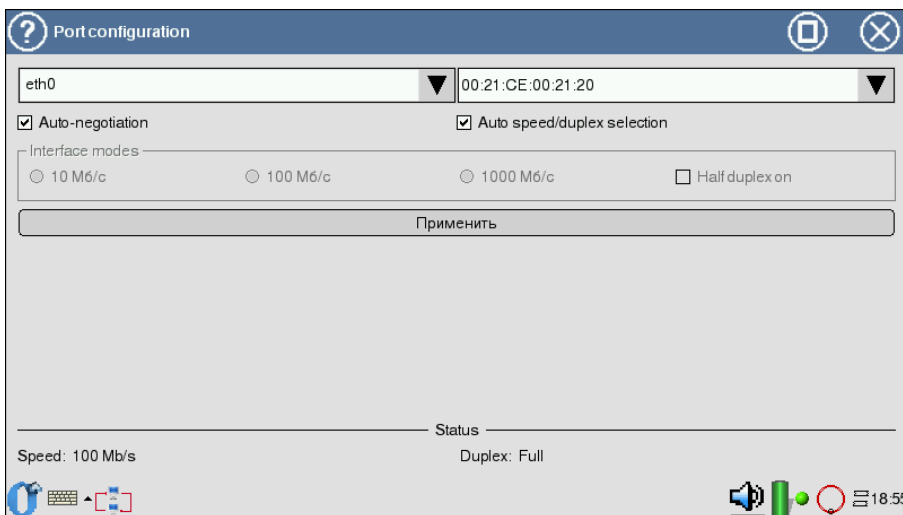 Port configuration
eth0 00:21:CE:00:21:20
Auto-negotiation Auto speed/duplex selection
Interface modes
10 Мб/с 100 Мб/с 1000 Мб/с Half duplex on
Применить
Status
Speed: 100 Mb/s Duplex: Full
18:55